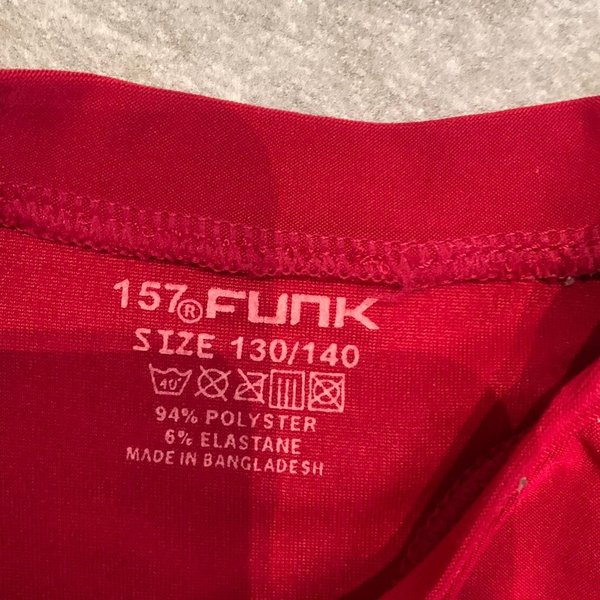 157® FUNK
SIZE 130/140
40°
94% POLYSTER
6% ELASTANE
MADE IN BANGLADESH